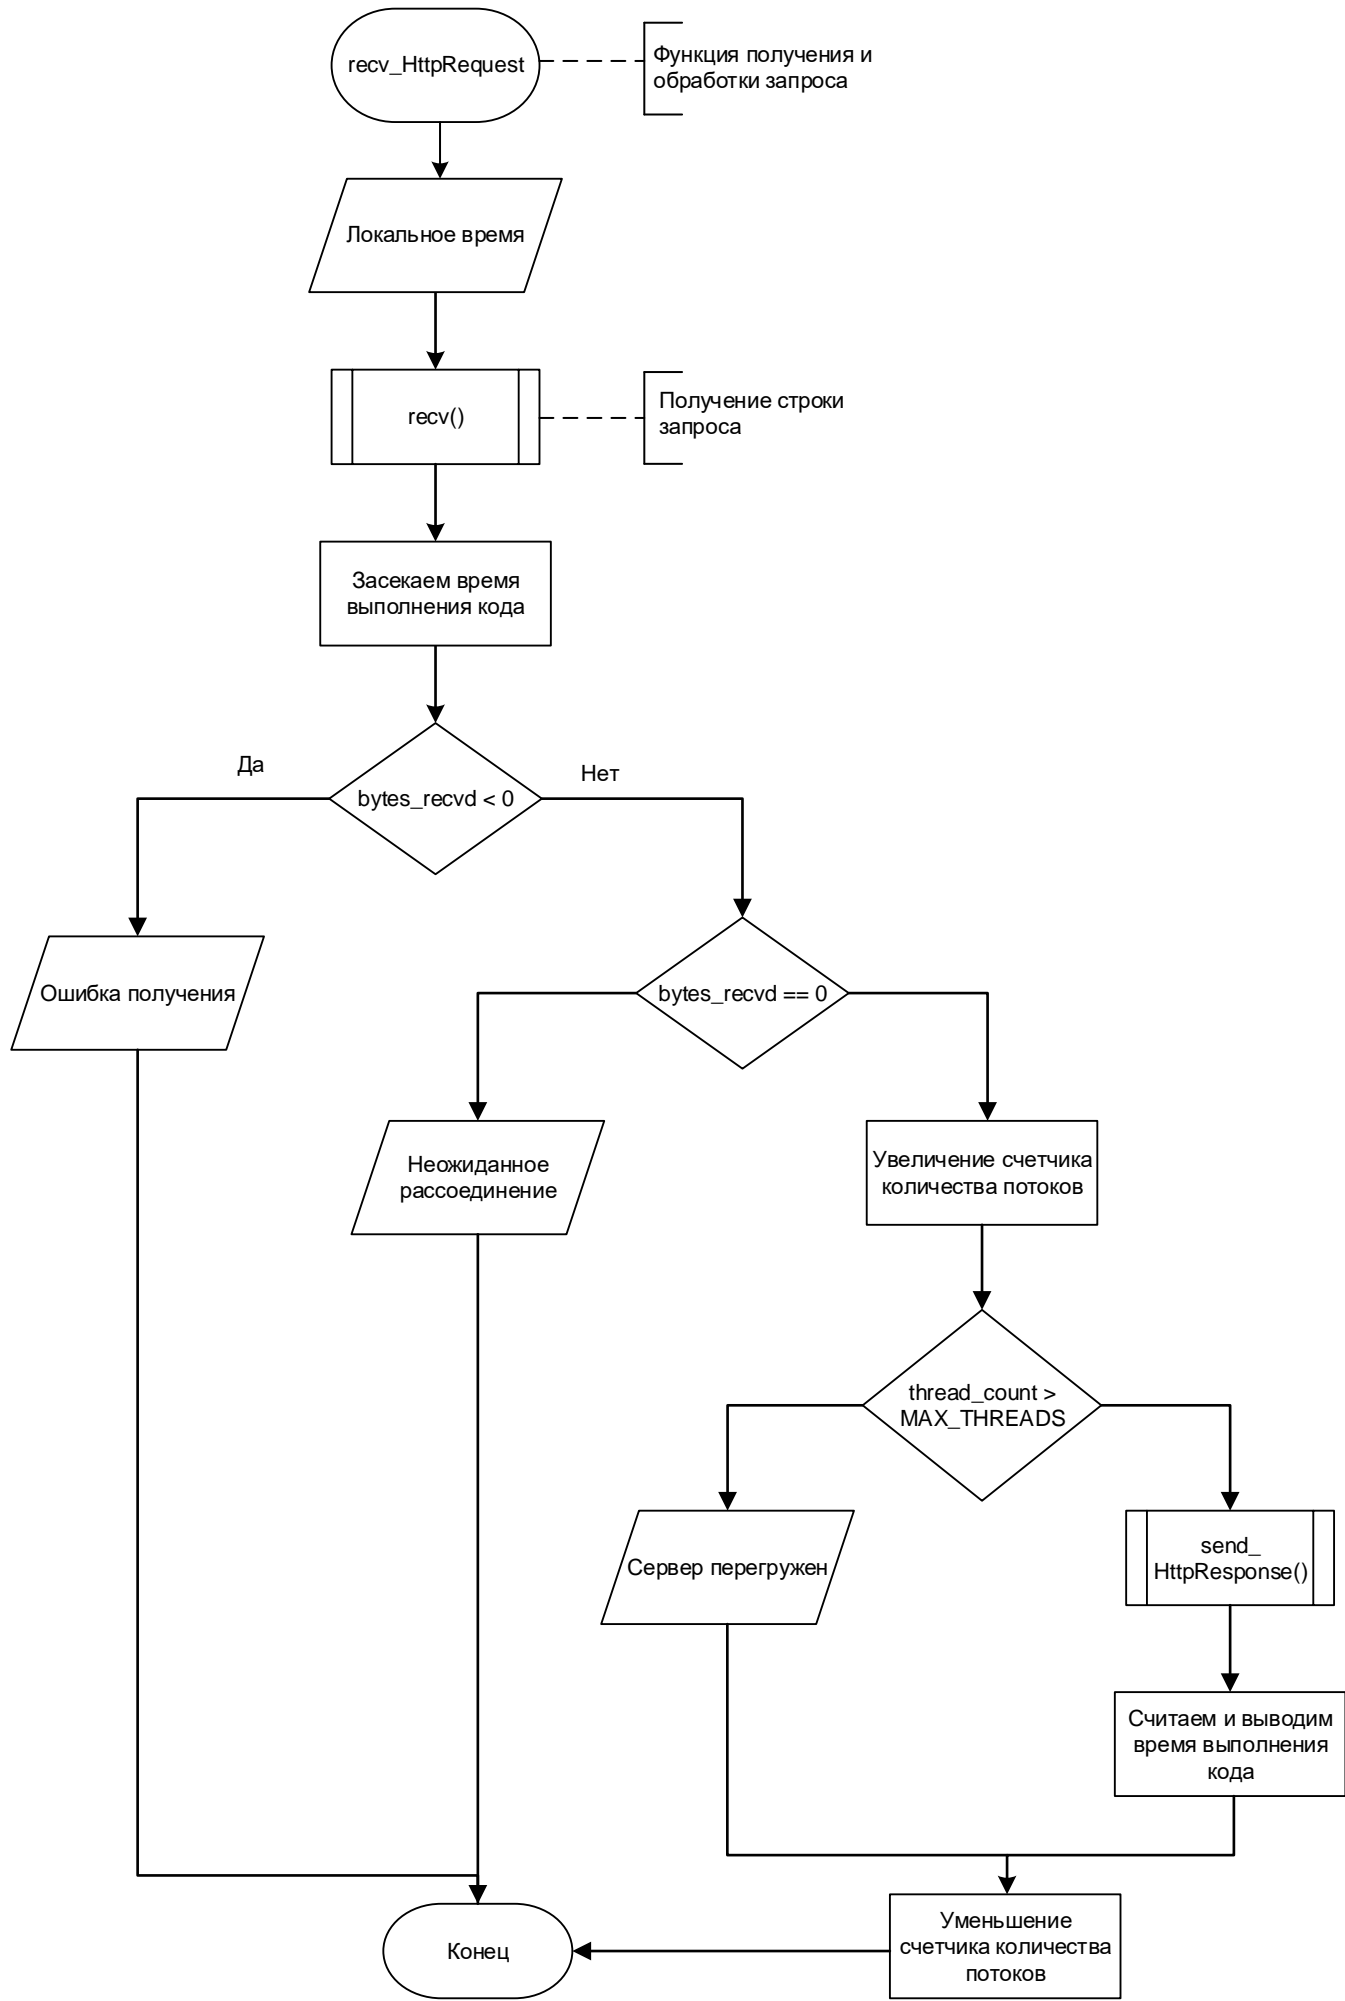 recv_HttpRequest
Функция получения и
обработки запроса
Локальное время
recv()
Получение строки
запроса
Засекаем время
выполнения кода
Да
Нет
bytes_recvd < 0
Ошибка получения
bytes_recvd == 0
Неожиданное
рассоединение
Увеличение счетчика
количества потоков
thread_count >
MAX_THREADS
Сервер перегружен
send_
HttpResponse()
Считаем и выводим
время выполнения
кода
Уменьшение
счетчика количества
потоков
Конец